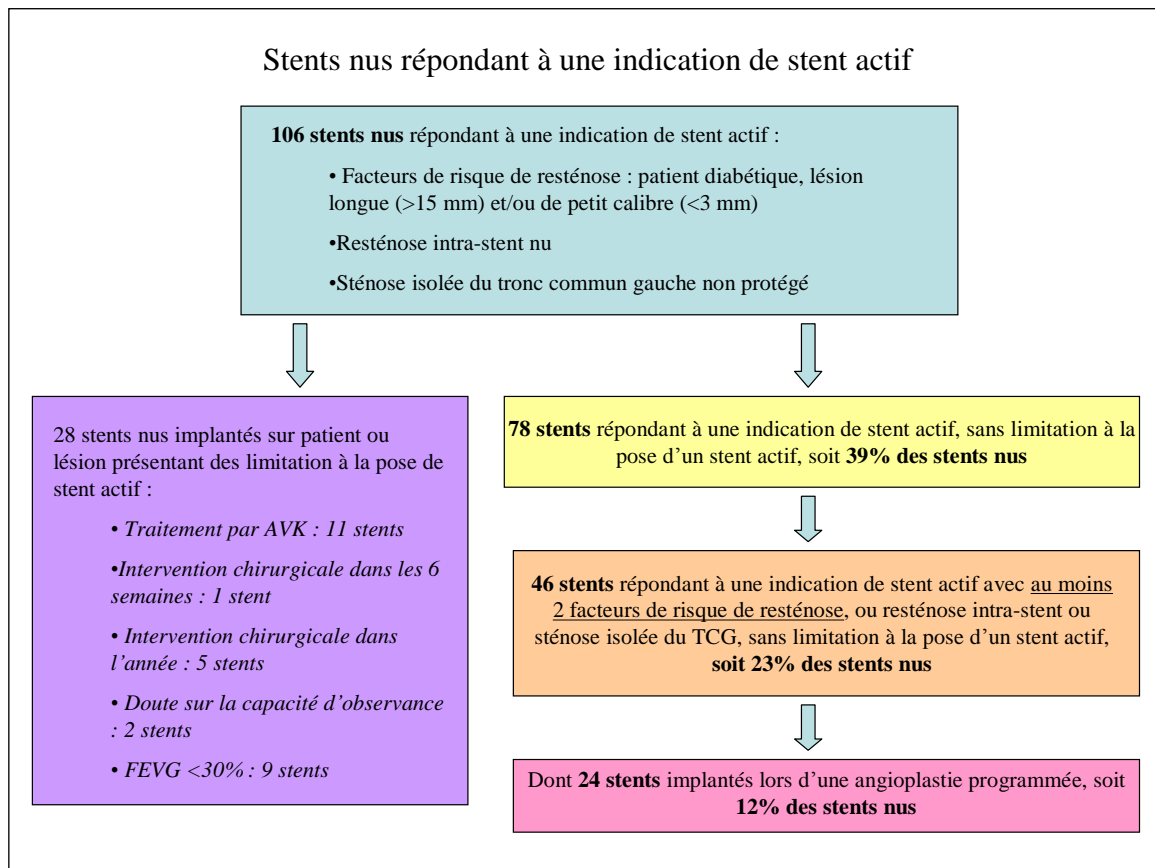 Stents nus répondant à une indication de stent actif
106 stents nus répondant à une indication de stent actif :
• Facteurs de risque de resténose : patient diabétique, lésion
longue (>15 mm) et/ou de petit calibre (<3 mm)
•Resténose intra-stent nu
•Sténose isolée du tronc commun gauche non protégé
28 stents nus implantés sur patient ou
lésion présentant des limitation à la pose de
stent actif :
• Traitement par AVK : 11 stents
•Intervention chirurgicale dans les 6
semaines : 1 stent
• Intervention chirurgicale dans
l’année : 5 stents
• Doute sur la capacité d’observance
: 2 stents
• FEVG <30% : 9 stents
78 stents répondant à une indication de stent actif, sans limitation à la
pose d’un stent actif, soit 39% des stents nus
46 stents répondant à une indication de stent actif avec au moins
2 facteurs de risque de resténose, ou resténose intra-stent ou
sténose isolée du TCG, sans limitation à la pose d’un stent actif,
soit 23% des stents nus
Dont 24 stents implantés lors d’une angioplastie programmée, soit
12% des stents nus